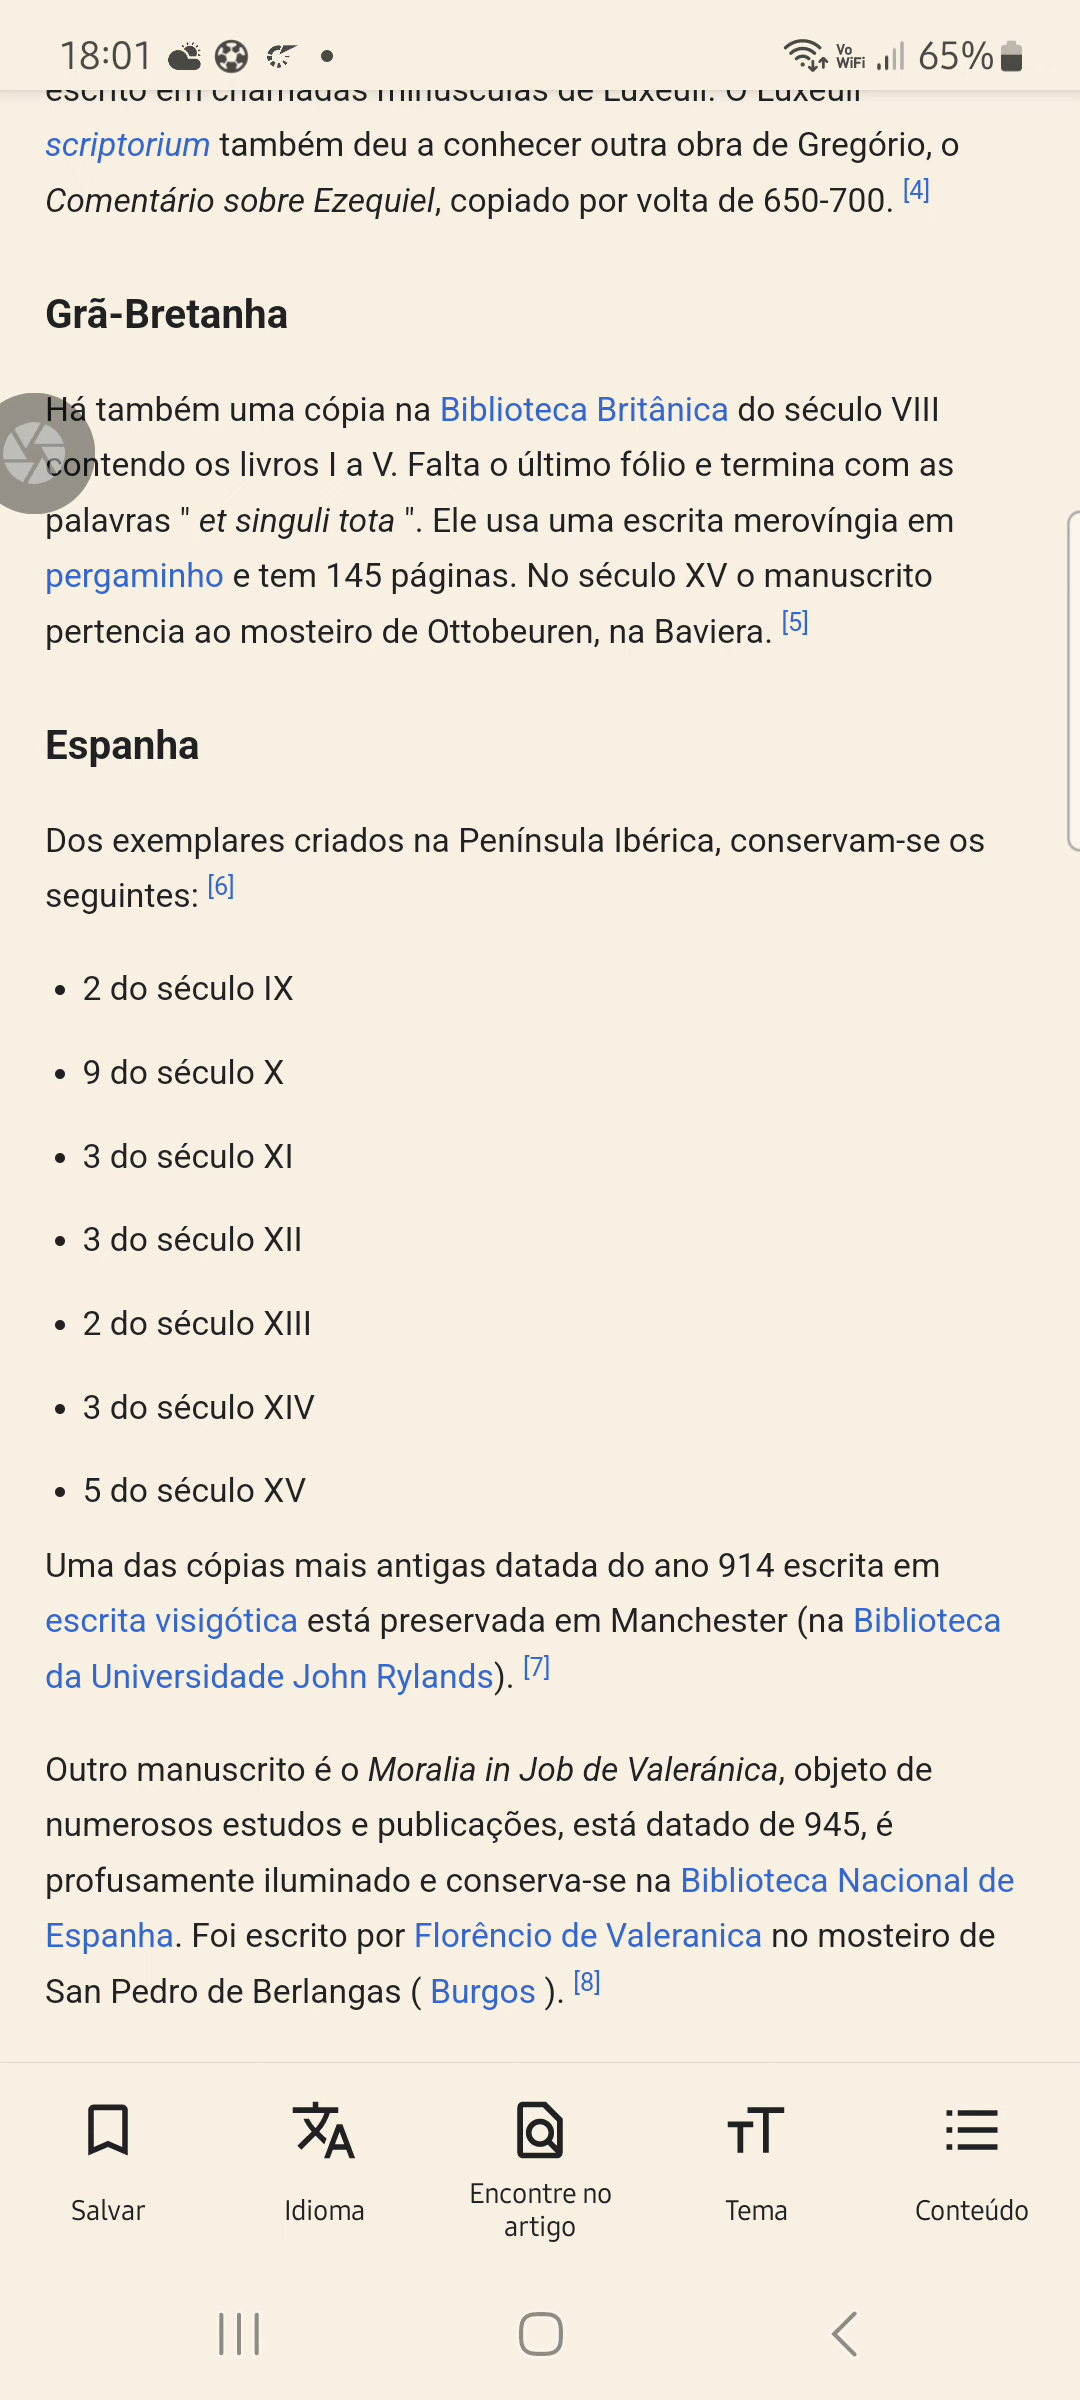 18:01
Vo
WiFi
65%
escrito em chamadas minúsculas de Luxeuil. O Luxeuil
scriptorium também deu a conhecer outra obra de Gregório, o
Comentário sobre Ezequiel, copiado por volta de 650-700. [4]
Grã-Bretanha
Há também uma cópia na Biblioteca Britânica do século VIII
contendo os livros I a V. Falta o último fólio e termina com as
palavras " et singuli tota ". Ele usa uma escrita merovíngia em
pergaminho e tem 145 páginas. No século XV o manuscrito
pertencia ao mosteiro de Ottobeuren, na Baviera. [5]
Espanha
Dos exemplares criados na Península Ibérica, conservam-se os
seguintes: [6]
• 2 do século IX
• 9 do século X
• 3 do século XI
• 3 do século XII
• 2 do século XIII
• 3 do século XIV
• 5 do século XV
Uma das cópias mais antigas datada do ano 914 escrita em
escrita visigótica está preservada em Manchester (na Biblioteca
da Universidade John Rylands). [7]
Outro manuscrito é o Moralia in Job de Valeránica, objeto de
numerosos estudos e publicações, está datado de 945, é
profusamente iluminado e conserva-se na Biblioteca Nacional de
Espanha. Foi escrito por Florêncio de Valeranica no mosteiro de
San Pedro de Berlangas ( Burgos ). [8]
Salvar
Idioma
Encontre no
artigo
Tema
Conteúdo